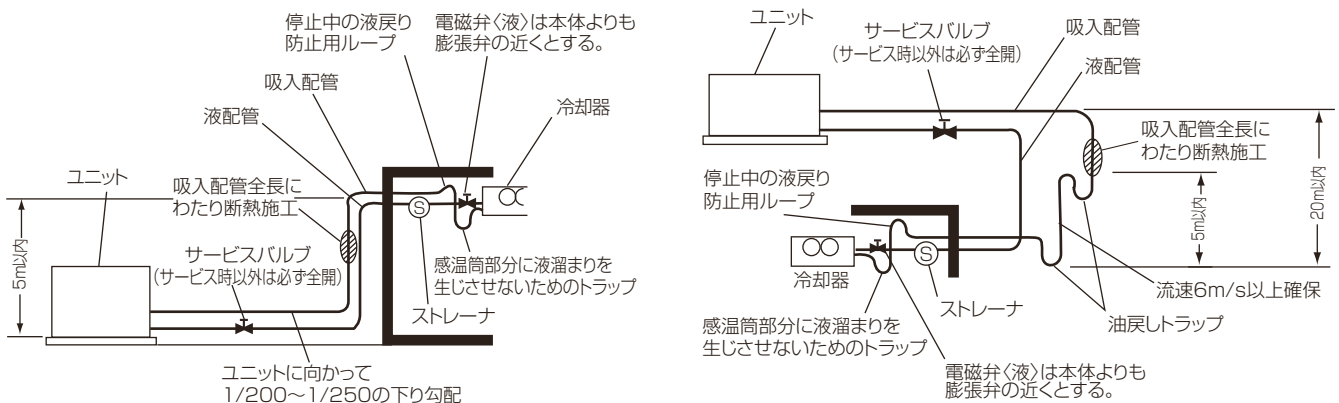 停止中の液戻り
防止用ループ
電磁弁〈液〉は本体よりも
膨張弁の近くとする。
吸入配管
液配管
冷却器
ユニット
吸入配管全長に
わたり断熱施工
5m以内
サービスバルブ
(サービス時以外は必ず全開)
S
感温筒部分に液溜まりを
生じさせないためのトラップ
ストレーナ
ユニットに向かって
1/200~1/250の下り勾配
ユニット
サービスバルブ
(サービス時以外は必ず全開)
吸入配管
液配管
吸入配管全長に
わたり断熱施工
停止中の液戻り
防止用ループ
5m以内
20m以内
S
冷却器
ストレーナ
流速6m/s以上確保
油戻しトラップ
感温筒部分に液溜まりを
生じさせないためのトラップ
電磁弁〈液〉は本体よりも
膨張弁の近くとする。